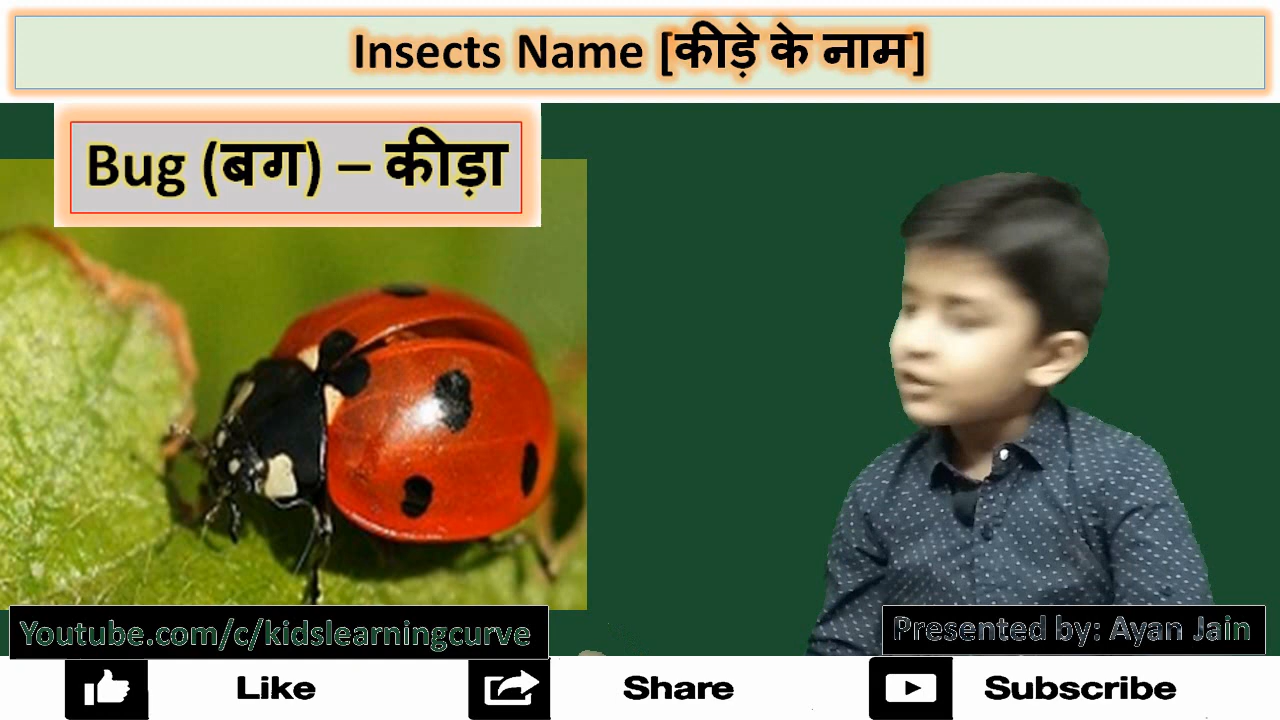 Insects Name [कीड़े के नाम]
Bug (बग) – कीड़ा
Youtube.com/c/kidslearningcurve
Presented by: Ayan Jain
Like
Share
Subscribe